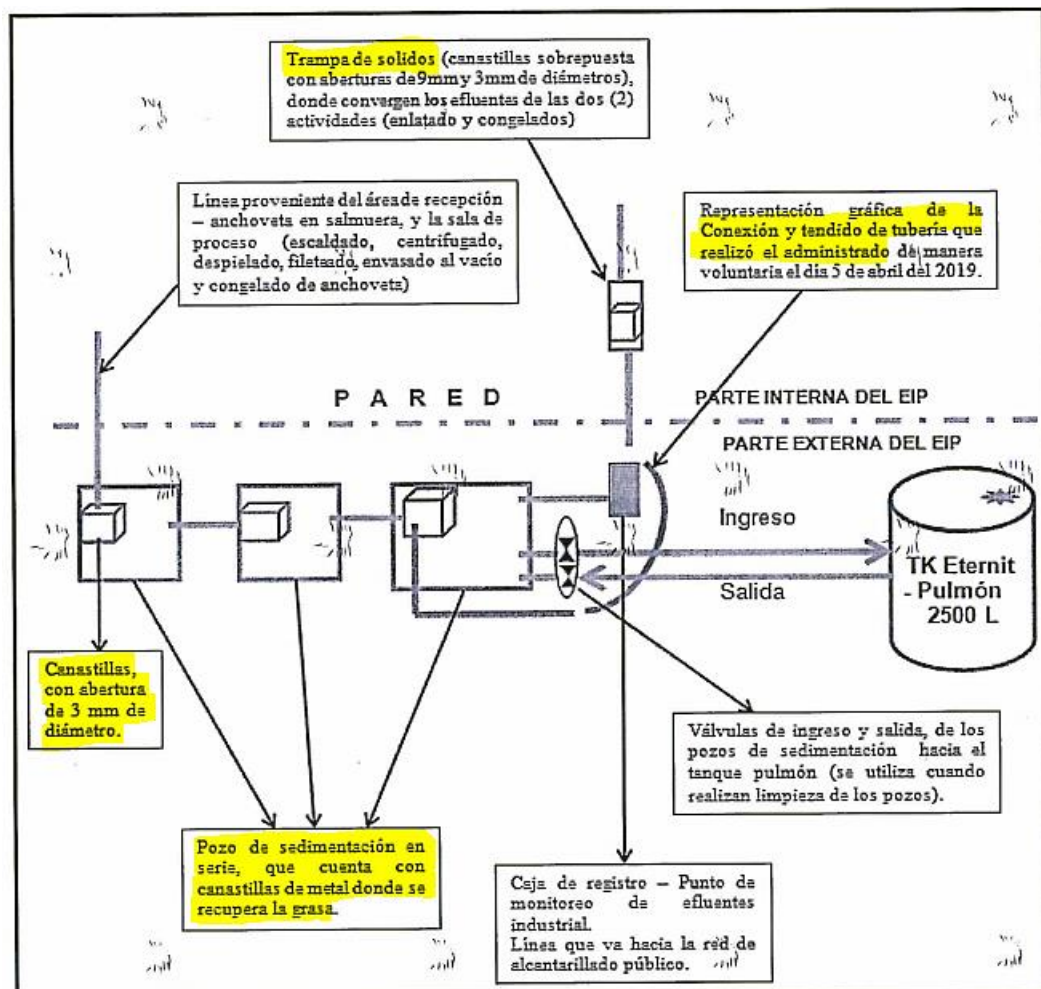 Trampa de solidos (canastillas sobrepuesta
con aberturas de 9mm y 3mm de diámetros),
donde convergen los efluentes de las dos (2)
actividades (enlatado y congelados)
Línea proveniente del área de recepción
– anchoveta en salmuera, y la sala de
proceso (escaldado, centrifugado,
despielado, fileteado, envasado al vacío
y congelado de anchoveta)
Representación gráfica de la
Conexión y tendido de tubería que
realizó el administrado de manera
voluntaria el día 5 de abril del 2019.
PARED
PARTE INTERNA DEL EIP
PARTE EXTERNA DEL EIP
Ingreso
Salida
TK Eternit
- Pulmón
2500 L
Canastillas,
con abertura
de 3 mm de
diámetro.
Válvulas de ingreso y salida, de los
pozos de sedimentación hacia el
tanque pulmón (se utiliza cuando
realizan limpieza de los pozos).
Pozo de sedimentación en
serie, que cuenta con
canastillas de metal donde se
recupera la grasa.
Caja de registro – Punto de
monitoreo de efluentes
industrial.
Línea que va hacia la red de
alcantarillado público.